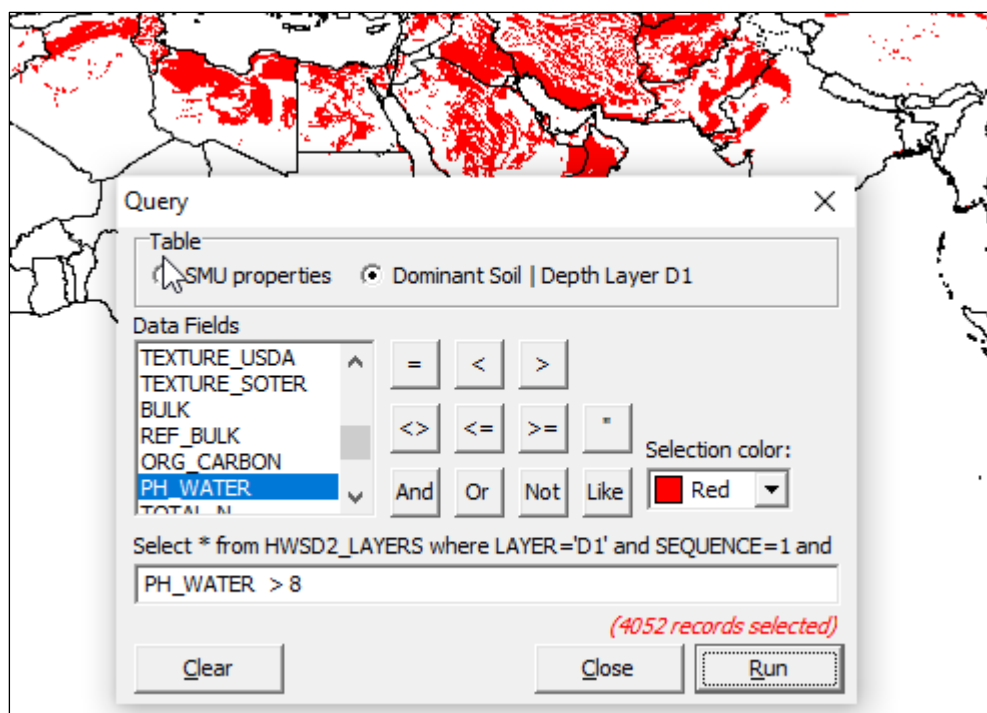 Query
Table
SMU properties Dominant Soil | Depth Layer D1
Data Fields
TEXTURE_USDA
TEXTURE_SOTER
BULK
REF_BULK
ORG_CARBON
PH_WATER
TOTAL_N
= < >
<> <= >= "
And Or Not Like
Selection color:
Red
Select * from HWSD2_LAYERS where LAYER='D1' and SEQUENCE=1 and
PH_WATER > 8
(4052 records selected)
Clear Close Run